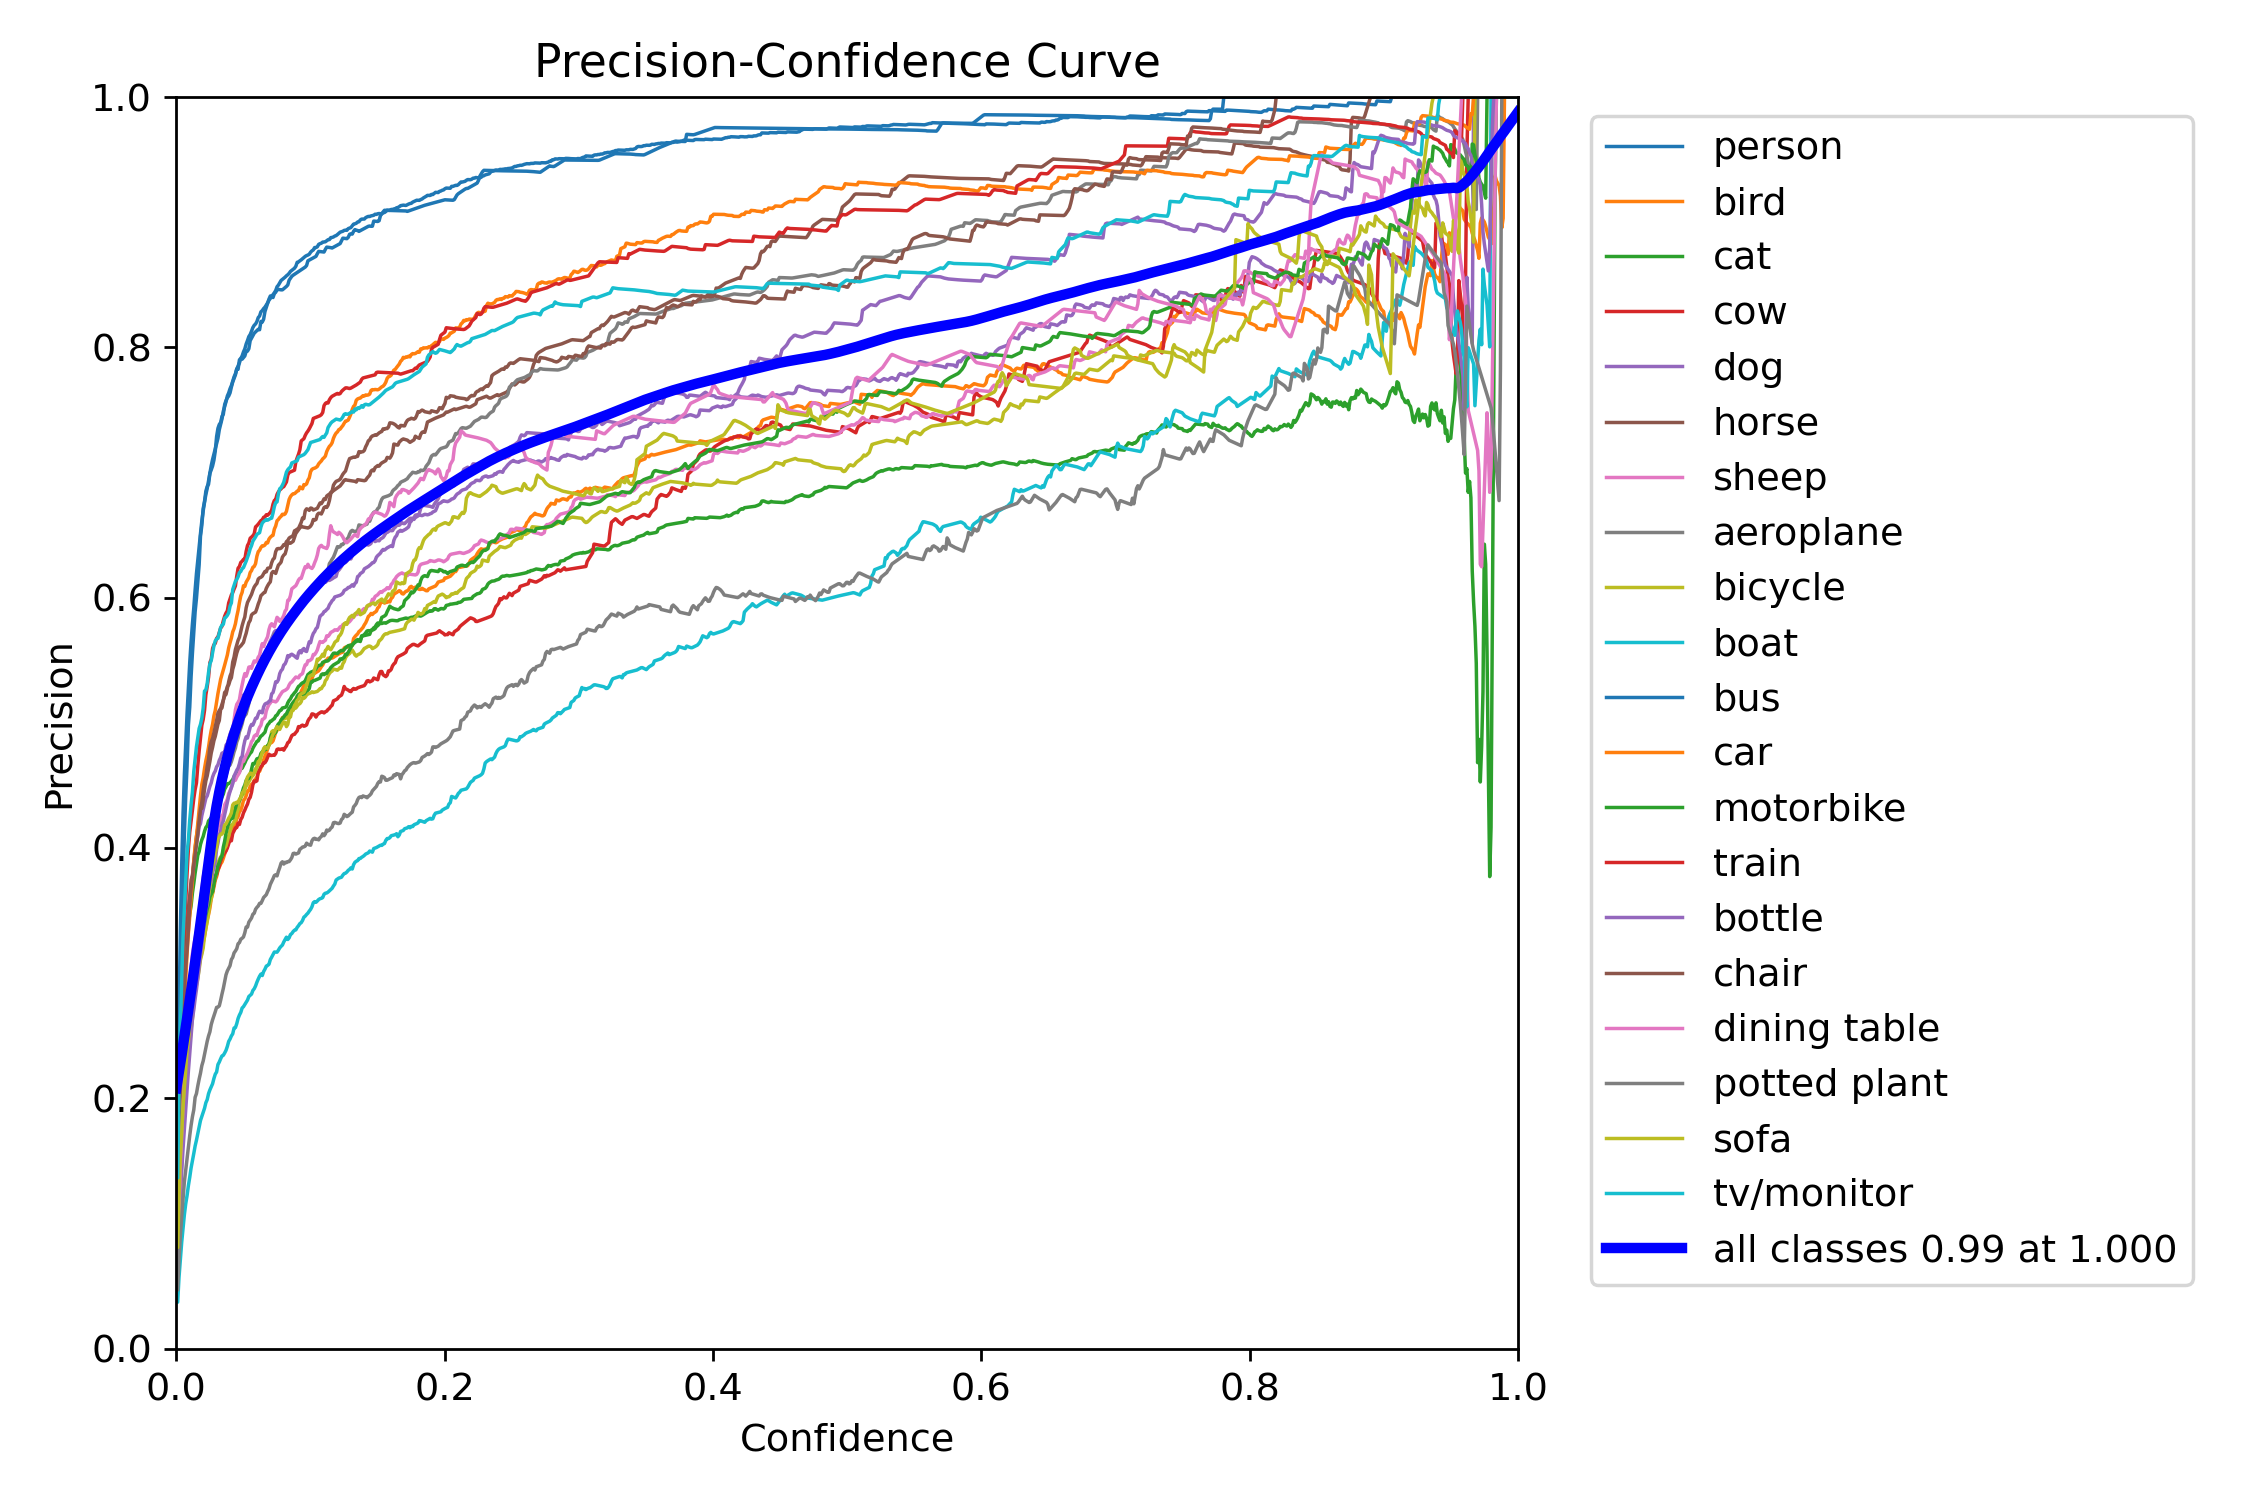 Precision-Confidence Curve
1.0
0.8
0.6
0.4
0.2
0.0
Precision
0.0 0.2 0.4 0.6 0.8 1.0
Confidence
person
bird
cat
cow
dog
horse
sheep
aeroplane
bicycle
boat
bus
car
motorbike
train
bottle
chair
dining table
potted plant
sofa
tv/monitor
all classes 0.99 at 1.000